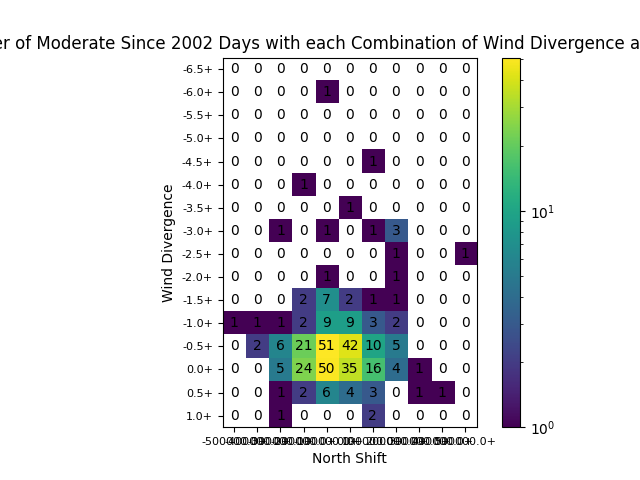 er of Moderate Since 2002 Days with each Combination of Wind Divergence a
-6.5+ 0 0 0 0 0 0 0 0 0 0 0
-6.0+ 0 0 0 0 1 0 0 0 0 0 0
-5.5+ 0 0 0 0 0 0 0 0 0 0 0
-5.0+ 0 0 0 0 0 0 0 0 0 0 0
-4.5+ 0 0 0 0 0 0 1 0 0 0 0
-4.0+ 0 0 0 1 0 0 0 0 0 0 0
-3.5+ 0 0 0 0 0 1 0 0 0 0 0
-3.0+ 0 0 1 0 1 0 1 3 0 0 0
-2.5+ 0 0 0 0 0 0 0 1 0 0 1
-2.0+ 0 0 0 0 1 0 0 1 0 0 0
-1.5+ 0 0 0 2 7 2 1 1 0 0 0
-1.0+ 1 1 1 2 9 9 3 2 0 0 0
-0.5+ 0 2 6 21 51 42 10 5 0 0 0
0.0+ 0 0 5 24 50 35 16 4 1 0 0
0.5+ 0 0 1 2 6 4 3 0 1 1 0
1.0+ 0 0 1 0 0 0 2 0 0 0 0
North Shift
Wind Divergence
10^1
10^0